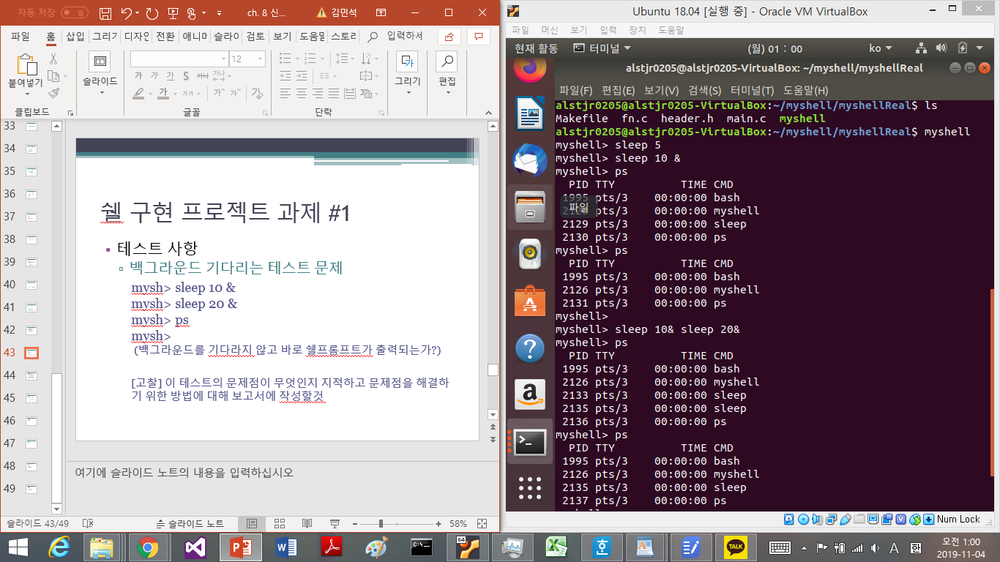 자동 저장
ch. 8 신...
김민석
파일 홈 삽입 그리기 디자인 전환 애니메 슬라이 검토 보기 도움말 스토리 입력하서
붙여넣기
슬라이드
12
가 가 가 S 가나
그리기
편집
클립보드
글꼴
단락
33
34
35
36
37
38
39
40
41
42
43
44
45
46
47
48
49
쉘 구현 프로젝트 과제 #1
• 테스트 사항
▫ 백그라운드 기다리는 테스트 문제
mysh> sleep 10 &
mysh> sleep 20 &
mysh> ps
mysh>
(백그라운드를 기다라지 않고 바로 쉘프롬프트가 출력되는가?)
[고찰] 이 테스트의 문제점이 무엇인지 지적하고 문제점을 해결하
기 위한 방법에 대해 보고서에 작성할것
여기에 슬라이드 노트의 내용을 입력하십시오
슬라이드 43/49
슬라이드 노트
58%
Ubuntu 18.04 [실행 중] - Oracle VM VirtualBox
파일 머신 보기 입력 장치 도움말
현재 활동
터미널
(월) 01 : 00
ko
alstjr0205@alstjr0205-VirtualBox: ~/myshell/myshellReal
파일(F) 편집(E) 보기(V) 검색(S) 터미널(T) 도움말(H)
alstjr0205@alstjr0205-VirtualBox:~/myshell/myshellReal$ ls
Makefile fn.c header.h main.c myshell
alstjr0205@alstjr0205-VirtualBox:~/myshell/myshellReal$ myshell
myshell> sleep 5
myshell> sleep 10 &
myshell> ps
PID TTY TIME CMD
1995 pts/3 00:00:00 bash
파일
2126 pts/3 00:00:00 myshell
2129 pts/3 00:00:00 sleep
2130 pts/3 00:00:00 ps
myshell> ps
PID TTY TIME CMD
1995 pts/3 00:00:00 bash
2126 pts/3 00:00:00 myshell
2131 pts/3 00:00:00 ps
myshell>
myshell> sleep 10& sleep 20&
myshell> ps
PID TTY TIME CMD
1995 pts/3 00:00:00 bash
2126 pts/3 00:00:00 myshell
2133 pts/3 00:00:00 sleep
2135 pts/3 00:00:00 sleep
2136 pts/3 00:00:00 ps
myshell> ps
PID TTY TIME CMD
1995 pts/3 00:00:00 bash
2126 pts/3 00:00:00 myshell
2135 pts/3 00:00:00 sleep
2137 pts/3 00:00:00 ps
Num Lock
TALK
A 한
오전 1:00
2019-11-04